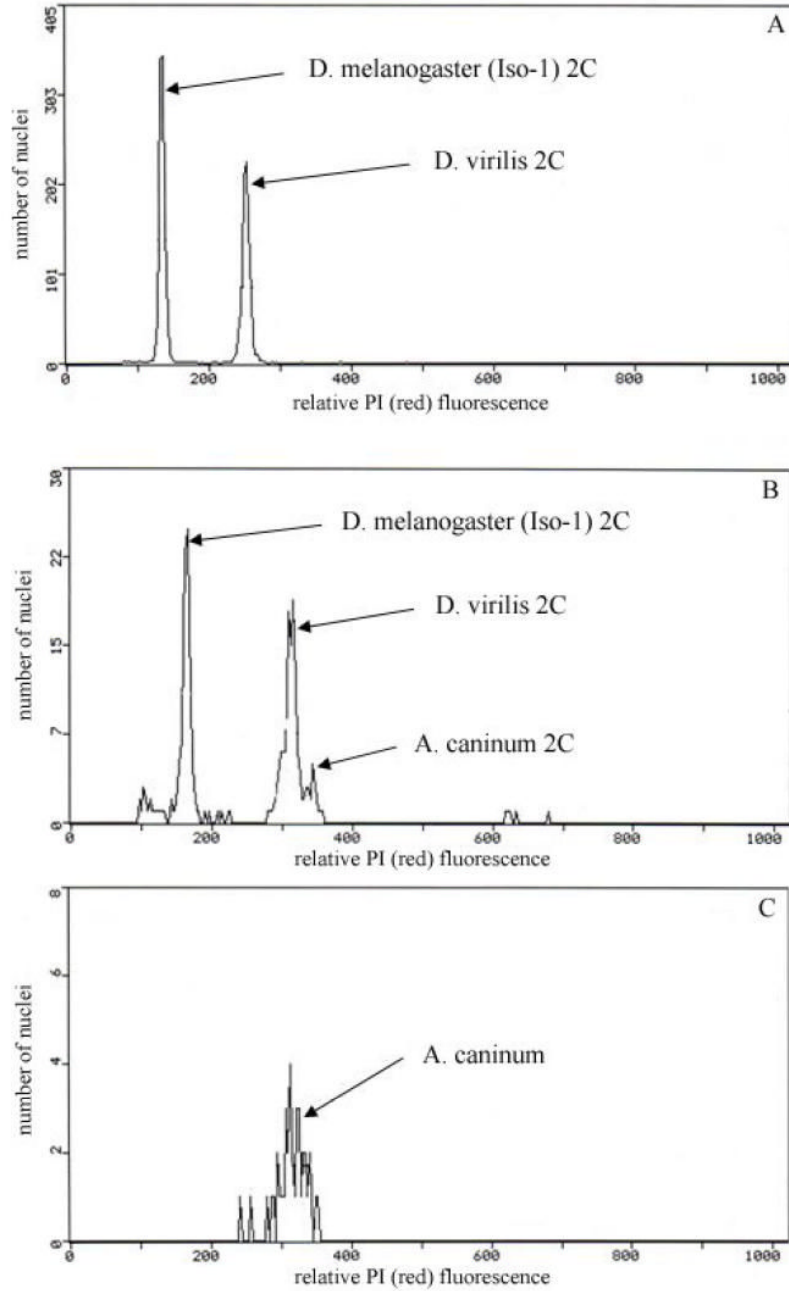 A
405
303
202
101
0
number of nuclei
D. melanogaster (Iso-1) 2C
D. virilis 2C
0 200 400 600 800 1000
relative PI (red) fluorescence
B
30
22
15
7
0
number of nuclei
D. melanogaster (Iso-1) 2C
D. virilis 2C
A. caninum 2C
0 200 400 600 800 1000
relative PI (red) fluorescence
C
8
6
4
2
0
number of nuclei
A. caninum
0 200 400 600 800 1000
relative PI (red) fluorescence